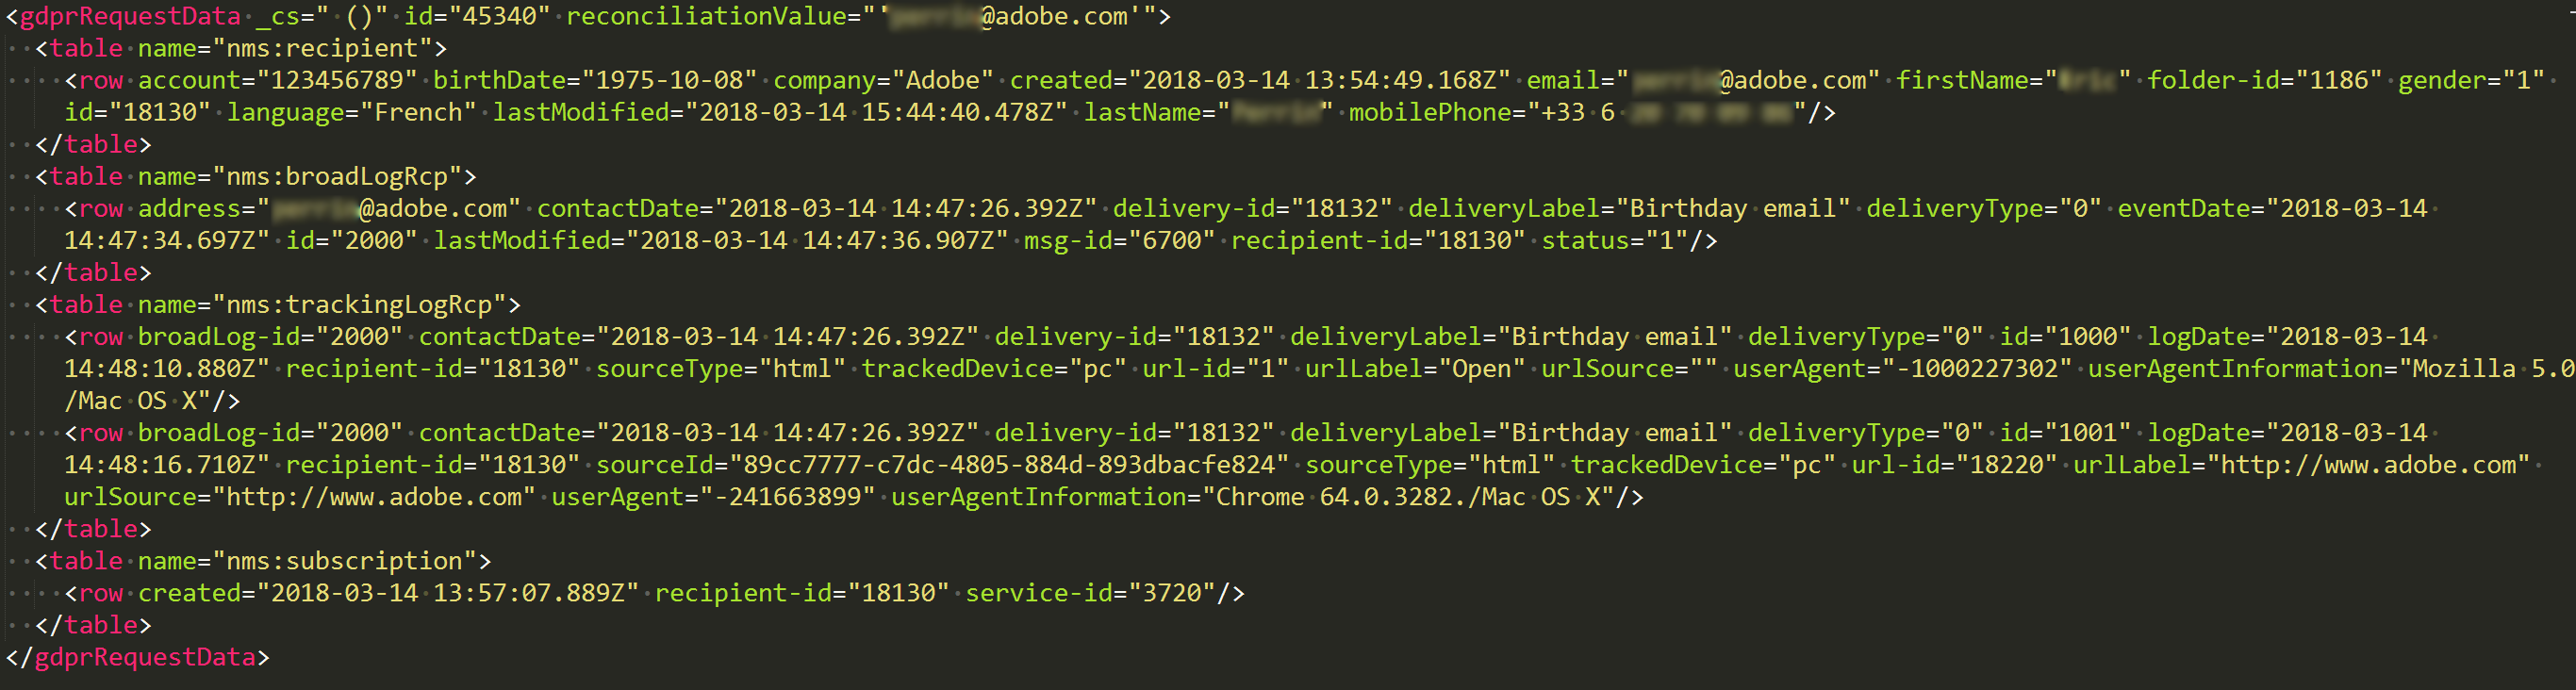 <gdprRequestData _cs=" ()" id="45340" reconciliationValue="'@adobe.com'">
<table name="nms:recipient">
<row account="123456789" birthDate="1975-10-08" company="Adobe" created="2018-03-14 13:54:49.168Z" email="@adobe.com" firstName="" folder-id="1186" gender="1"
id="18130" language="French" lastModified="2018-03-14 15:44:40.478Z" lastName="" mobilePhone="+33 6 "/>
</table>
<table name="nms:broadLogRcp">
<row address="@adobe.com" contactDate="2018-03-14 14:47:26.392Z" delivery-id="18132" deliveryLabel="Birthday email" deliveryType="0" eventDate="2018-03-14
14:47:34.697Z" id="2000" lastModified="2018-03-14 14:47:36.907Z" msg-id="6700" recipient-id="18130" status="1"/>
</table>
<table name="nms:trackingLogRcp">
<row broadLog-id="2000" contactDate="2018-03-14 14:47:26.392Z" delivery-id="18132" deliveryLabel="Birthday email" deliveryType="0" id="1000" logDate="2018-03-14
14:48:10.880Z" recipient-id="18130" sourceType="html" trackedDevice="pc" url-id="1" urlLabel="Open" urlSource="" userAgent="-1000227302" userAgentInformation="Mozilla 5.0
/Mac OS X"/>
<row broadLog-id="2000" contactDate="2018-03-14 14:47:26.392Z" delivery-id="18132" deliveryLabel="Birthday email" deliveryType="0" id="1001" logDate="2018-03-14
14:48:16.710Z" recipient-id="18130" sourceId="89cc7777-c7dc-4805-884d-893dbacfe824" sourceType="html" trackedDevice="pc" url-id="18220" urlLabel="http://www.adobe.com"
urlSource="http://www.adobe.com" userAgent="-241663899" userAgentInformation="Chrome 64.0.3282./Mac OS X"/>
</table>
<table name="nms:subscription">
<row created="2018-03-14 13:57:07.889Z" recipient-id="18130" service-id="3720"/>
</table>
</gdprRequestData>